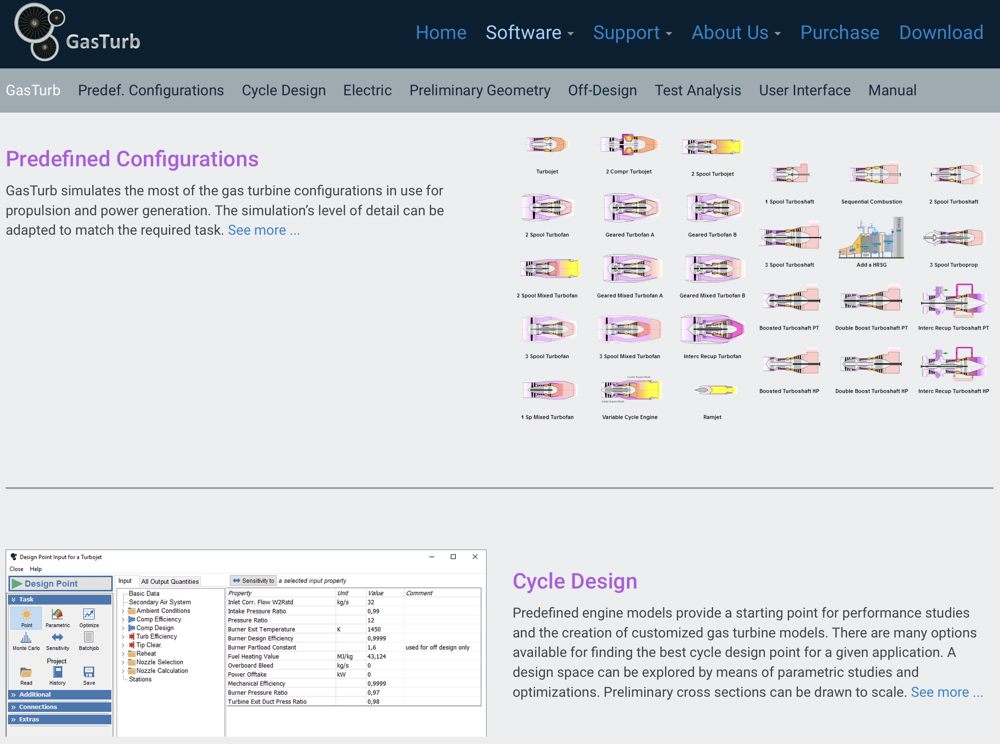 GasTurb
Home Software Support About Us Purchase Download
GasTurb Predef. Configurations Cycle Design Electric Preliminary Geometry Off-Design Test Analysis User Interface Manual
Predefined Configurations
GasTurb simulates the most of the gas turbine configurations in use for
propulsion and power generation. The simulation’s level of detail can be
adapted to match the required task. See more ...
Turbojet 2 Compr Turbojet 2 Spool Turbojet
2 Spool Turbofan Geared Turbofan A Geared Turbofan B
2 Spool Mixed Turbofan Geared Mixed Turbofan A Geared Mixed Turbofan B
3 Spool Turbofan 3 Spool Mixed Turbofan Interc Recup Turbofan
Double Bypass Mode
Single Bypass Mode
1 Sp Mixed Turbofan Variable Cycle Engine Ramjet
1 Spool Turboshaft Sequential Combustion 2 Spool Turboshaft
3 Spool Turboshaft Add a HRSG 3 Spool Turboprop
Boosted Turboshaft PT Double Boost Turboshaft PT Interc Recup Turboshaft PT
Boosted Turboshaft HP Double Boost Turboshaft HP Interc Recup Turboshaft HP
Design Point Input for a Turbojet
Close Help
Design Point
Task
Point Parametric Optimize
Monte Carlo Sensitivity Batchjob
Project
Read History Save
Additional
Connections
Extras
Input All Output Quantities
Basic Data
Secondary Air System
Ambient Conditions
Comp Efficiency
Comp Design
Turb Efficiency
Tip Clear.
Reheat
Nozzle Selection
Nozzle Calculation
Stations
Sensitivity to a selected input property
Property Unit Value Comment
Inlet Corr. Flow W2Rstd kg/s 32
Intake Pressure Ratio 0,99
Pressure Ratio 12
Burner Exit Temperature K 1450
Burner Design Efficiency 0,9999
Burner Partload Constant 1,6 used for off design only
Fuel Heating Value MJ/kg 43,124
Overboard Bleed kg/s 0
Power Offtake kW 0
Mechanical Efficiency 0,9999
Burner Pressure Ratio 0,97
Turbine Exit Duct Press Ratio 0,98
Cycle Design
Predefined engine models provide a starting point for performance studies
and the creation of customized gas turbine models. There are many options
available for finding the best cycle design point for a given application. A
design space can be explored by means of parametric studies and
optimizations. Preliminary cross sections can be drawn to scale. See more ...